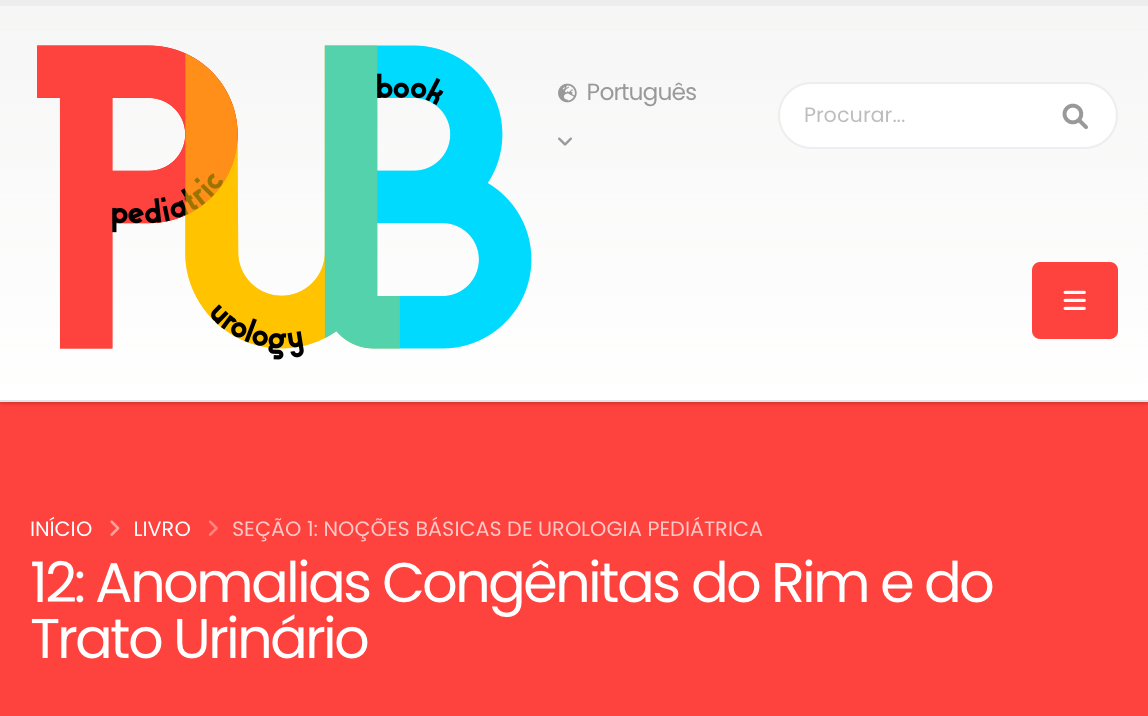 PUB
pediatric
urology
book
Português
Procurar...
INÍCIO > LIVRO > SEÇÃO 1: NOÇÕES BÁSICAS DE UROLOGIA PEDIÁTRICA
12: Anomalias Congênitas do Rim e do
Trato Urinário